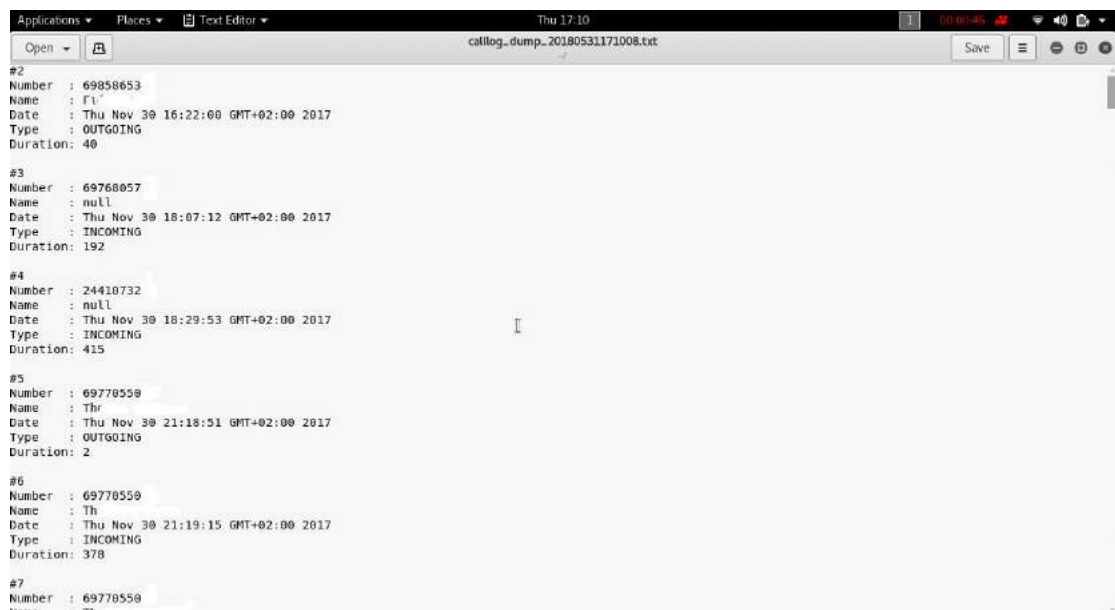 Applications Places Text Editor Thu 17:10 1 00:00:46
Open calllog_dump_20180531171008.txt Save
#2
Number : 69858653
Name :
Date : Thu Nov 30 16:22:00 GMT+02:00 2017
Type : OUTGOING
Duration: 40
#3
Number : 69768057
Name : null
Date : Thu Nov 30 18:07:12 GMT+02:00 2017
Type : INCOMING
Duration: 192
#4
Number : 24410732
Name : null
Date : Thu Nov 30 18:29:53 GMT+02:00 2017
Type : INCOMING
Duration: 415
#5
Number : 69770550
Name : Thr
Date : Thu Nov 30 21:18:51 GMT+02:00 2017
Type : OUTGOING
Duration: 2
#6
Number : 69770550
Name : Th
Date : Thu Nov 30 21:19:15 GMT+02:00 2017
Type : INCOMING
Duration: 378
#7
Number : 69770550